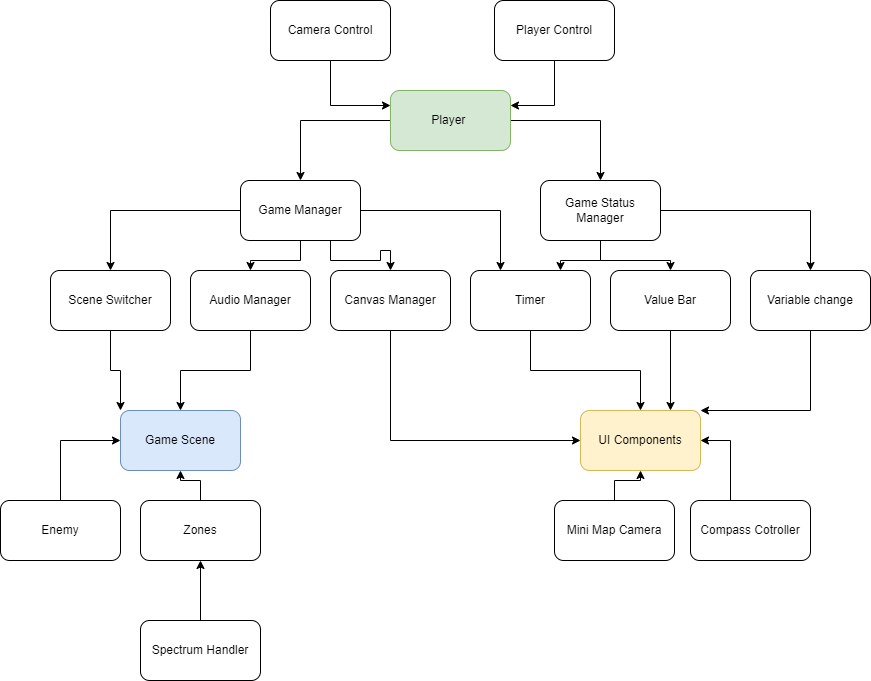 Camera Control
Player Control
Player
Game Manager
Game Status
Manager
Scene Switcher
Audio Manager
Canvas Manager
Timer
Value Bar
Variable change
Game Scene
UI Components
Enemy
Zones
Mini Map Camera
Compass Cotroller
Spectrum Handler